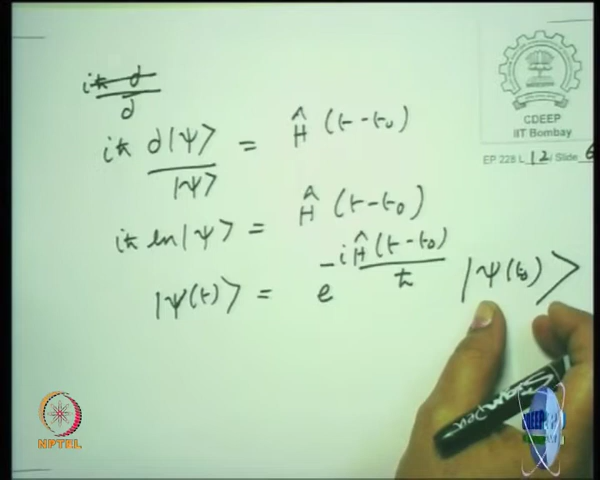 iħ d
d
iħ d|ψ> / |ψ> = Ĥ (t-t₀)
iħ ln|ψ> = Ĥ (t-t₀)
|ψ(t)> = e^{-iĤ(t-t₀)/ħ} |ψ(t₀)>
CDEEP
IIT Bombay
EP 228 L 12 / Slide 6
NPTEL